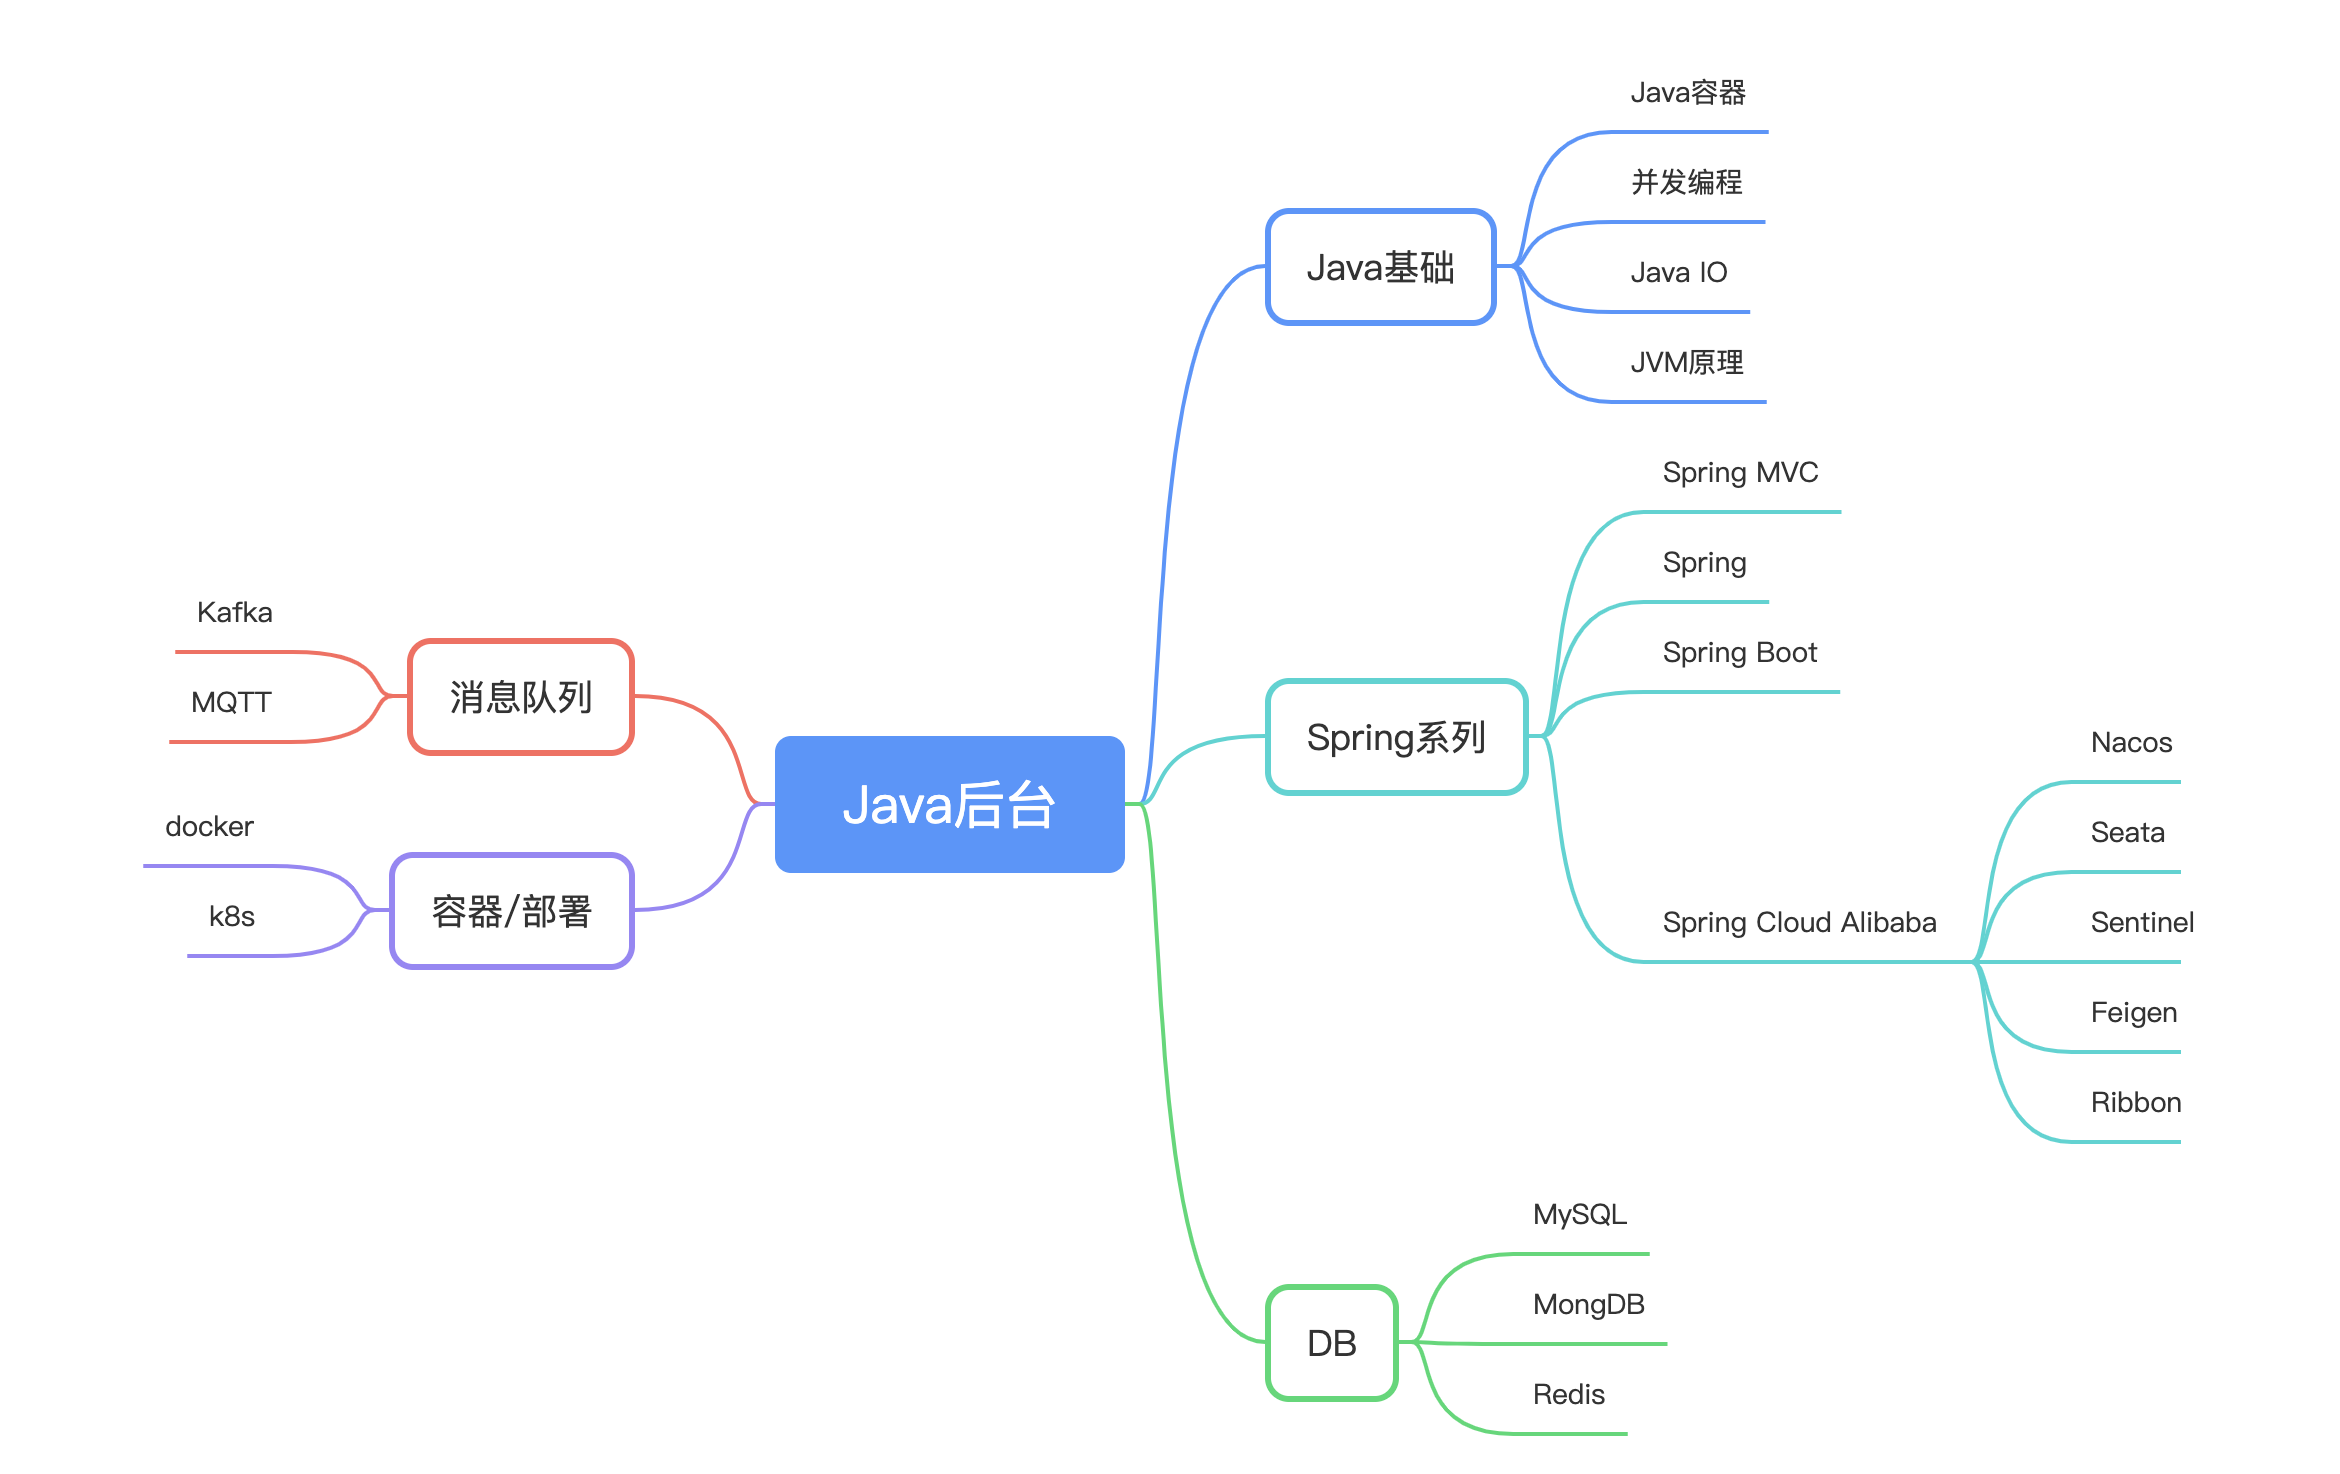 Java后台
Java基础
Java容器
并发编程
Java IO
JVM原理
Spring系列
Spring MVC
Spring
Spring Boot
Spring Cloud Alibaba
Nacos
Seata
Sentinel
Feigen
Ribbon
DB
MySQL
MongDB
Redis
消息队列
Kafka
MQTT
容器/部署
docker
k8s